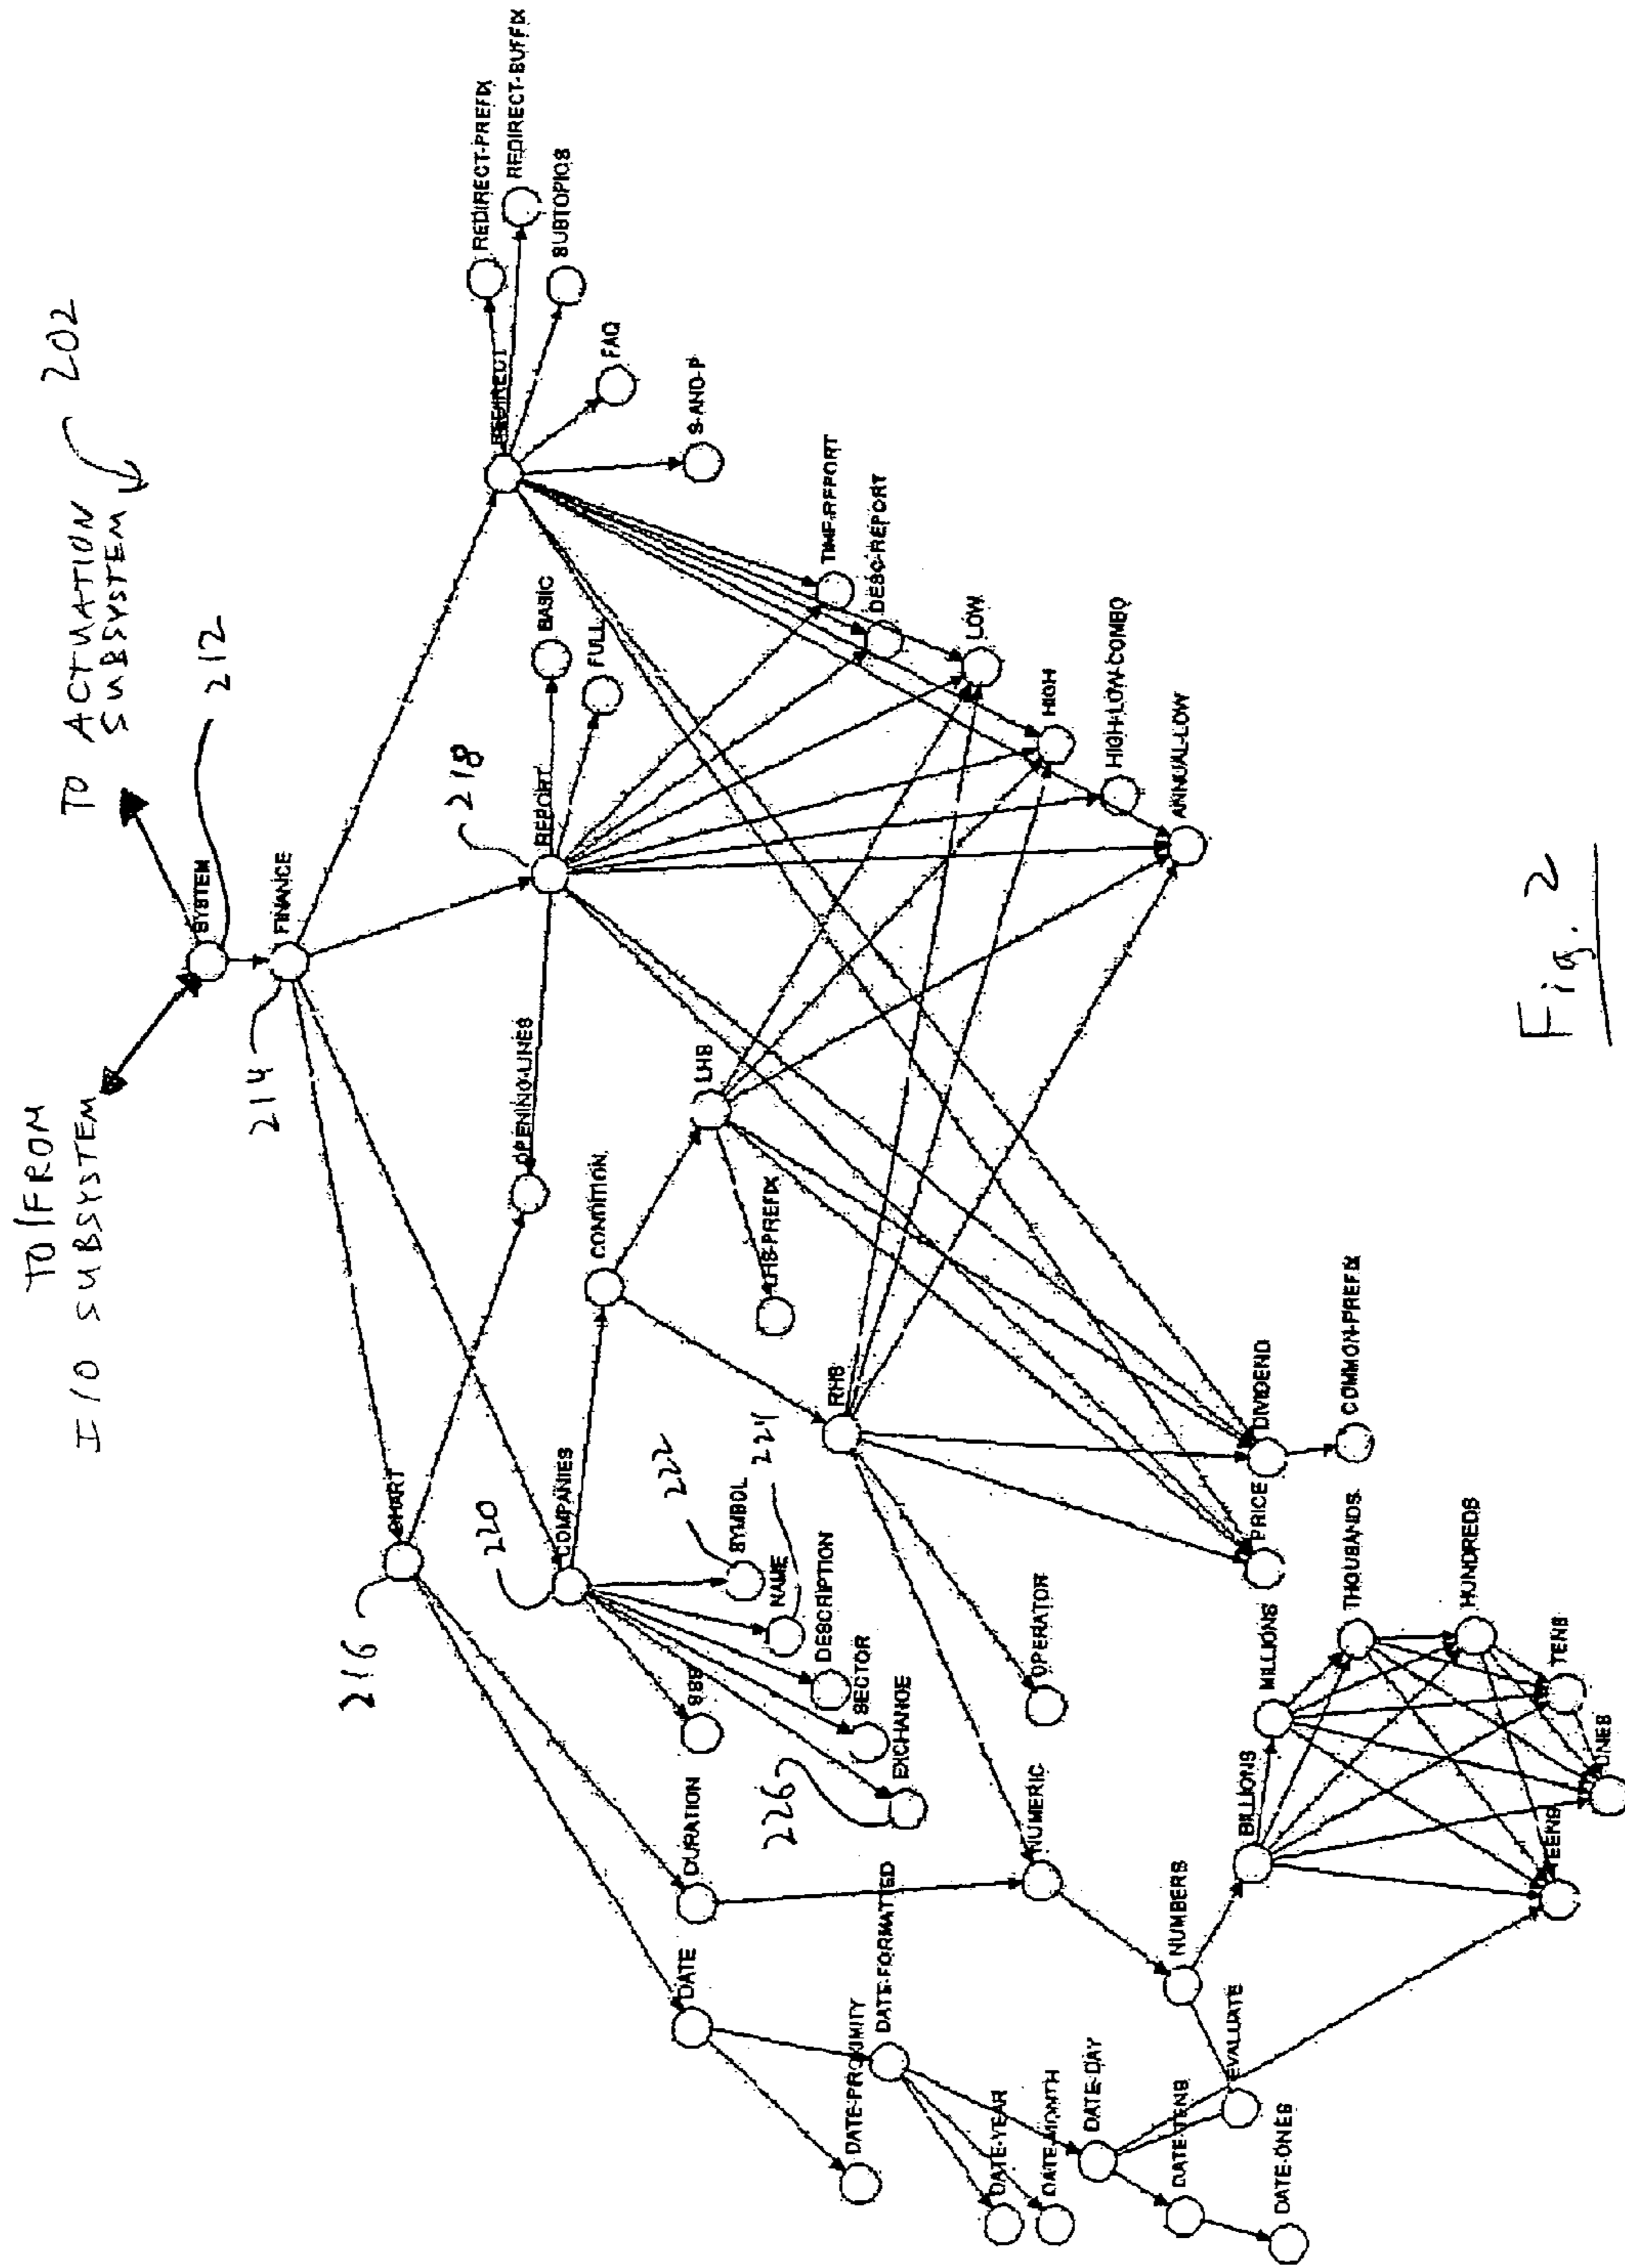 TO/FROM
I/O SUBSYSTEM
TO ACTUATION
SUBSYSTEM
202
SYSTEM
212
214
FINANCE
216
CHART
OPENING-LINES
REPORT
218
BASIC
FULL
REDIRECT
REDIRECT-PREFIX
REDIRECT-BUFFIX
SUBTOPICS
FAQ
S-AND-P
220
COMPANIES
CONDITION
LHS
LHS-PREFIX
222
SYMBOL
NAME
224
DESCRIPTION
SECTOR
EXCHANGE
226
DURATION
DATE
DATE-PROXIMITY
DATE-FORMATTED
DATE-YEAR
DATE-MONTH
DATE-DAY
DATE-TENS
DATE-ONES
EVALUATE
NUMBERS
NUMERIC
OPERATOR
RHS
TIME-REPORT
DESC-REPORT
LOW
HIGH
HIGH-LOW-COMBO
ANNUAL-LOW
PRICE
DIVIDEND
COMMON-PREFIX
BILLIONS
MILLIONS
THOUSANDS
HUNDREDS
TENS
ONES
TEENS
Fig. 2